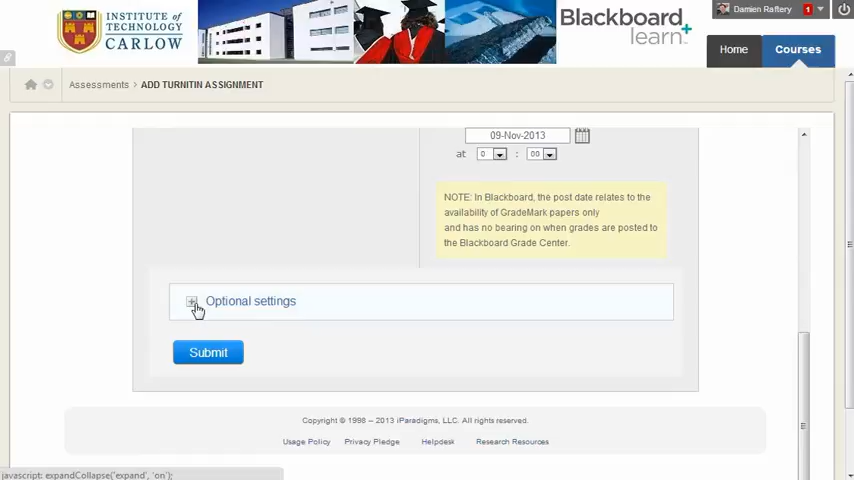 INSTITUTE of
TECHNOLOGY
CARLOW
Blackboard
learn+
Damien Raftery
1
Home
Courses
Assessments
ADD TURNITIN ASSIGNMENT
09-Nov-2013
at 0 : 00
NOTE: In Blackboard, the post date relates to the
availability of GradeMark papers only
and has no bearing on when grades are posted to
the Blackboard Grade Center.
Optional settings
Submit
Copyright © 1998 – 2013 iParadigms, LLC. All rights reserved.
Usage Policy Privacy Pledge Helpdesk Research Resources
javascript: expandCollapse('expand', 'on');